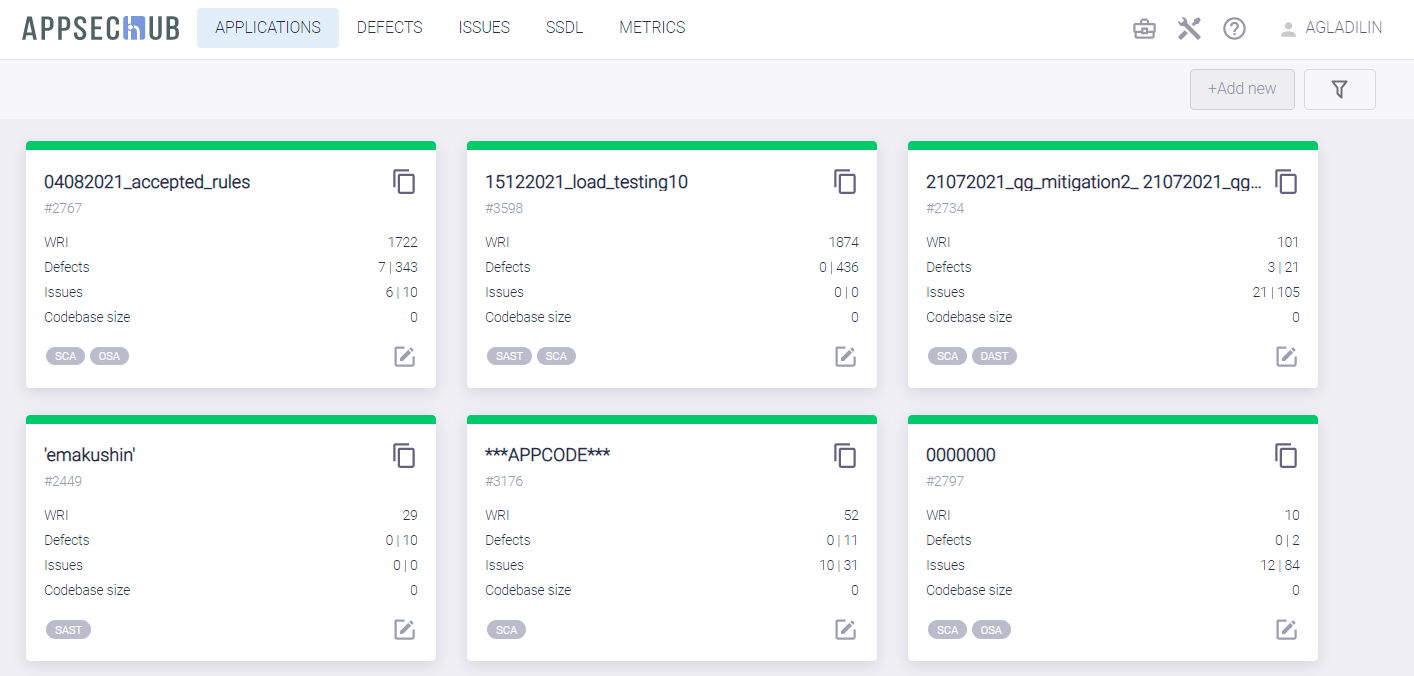 APPSECHUB APPLICATIONS DEFECTS ISSUES SSDL METRICS AGLADILIN
+Add new
04082021_accepted_rules
#2767
WRI 1722
Defects 7 | 343
Issues 6 | 10
Codebase size 0
SCA OSA
15122021_load_testing10
#3598
WRI 1874
Defects 0 | 436
Issues 0 | 0
Codebase size 0
SAST SCA
21072021_qg_mitigation2_ 21072021_qg...
#2734
WRI 101
Defects 3 | 21
Issues 21 | 105
Codebase size 0
SCA DAST
'emakushin'
#2449
WRI 29
Defects 0 | 10
Issues 0 | 0
Codebase size 0
SAST
***APPCODE***
#3176
WRI 52
Defects 0 | 11
Issues 10 | 31
Codebase size 0
SCA
0000000
#2797
WRI 10
Defects 0 | 2
Issues 12 | 84
Codebase size 0
SCA OSA